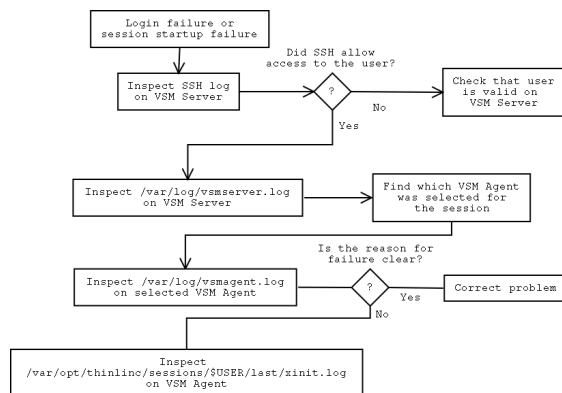 Login failure or
session startup failure
Did SSH allow
access to the user?
Inspect SSH log
on VSM Server
?
No
Check that user
is valid on
VSM Server
Yes
Inspect /var/log/vsmserver.log
on VSM Server
Find which VSM Agent
was selected for
the session
Is the reason for
failure clear?
Inspect /var/log/vsmagent.log
on selected VSM Agent
?
Yes
Correct problem
No
Inspect
/var/opt/thinlinc/sessions/$USER/last/xinit.log
on VSM Agent